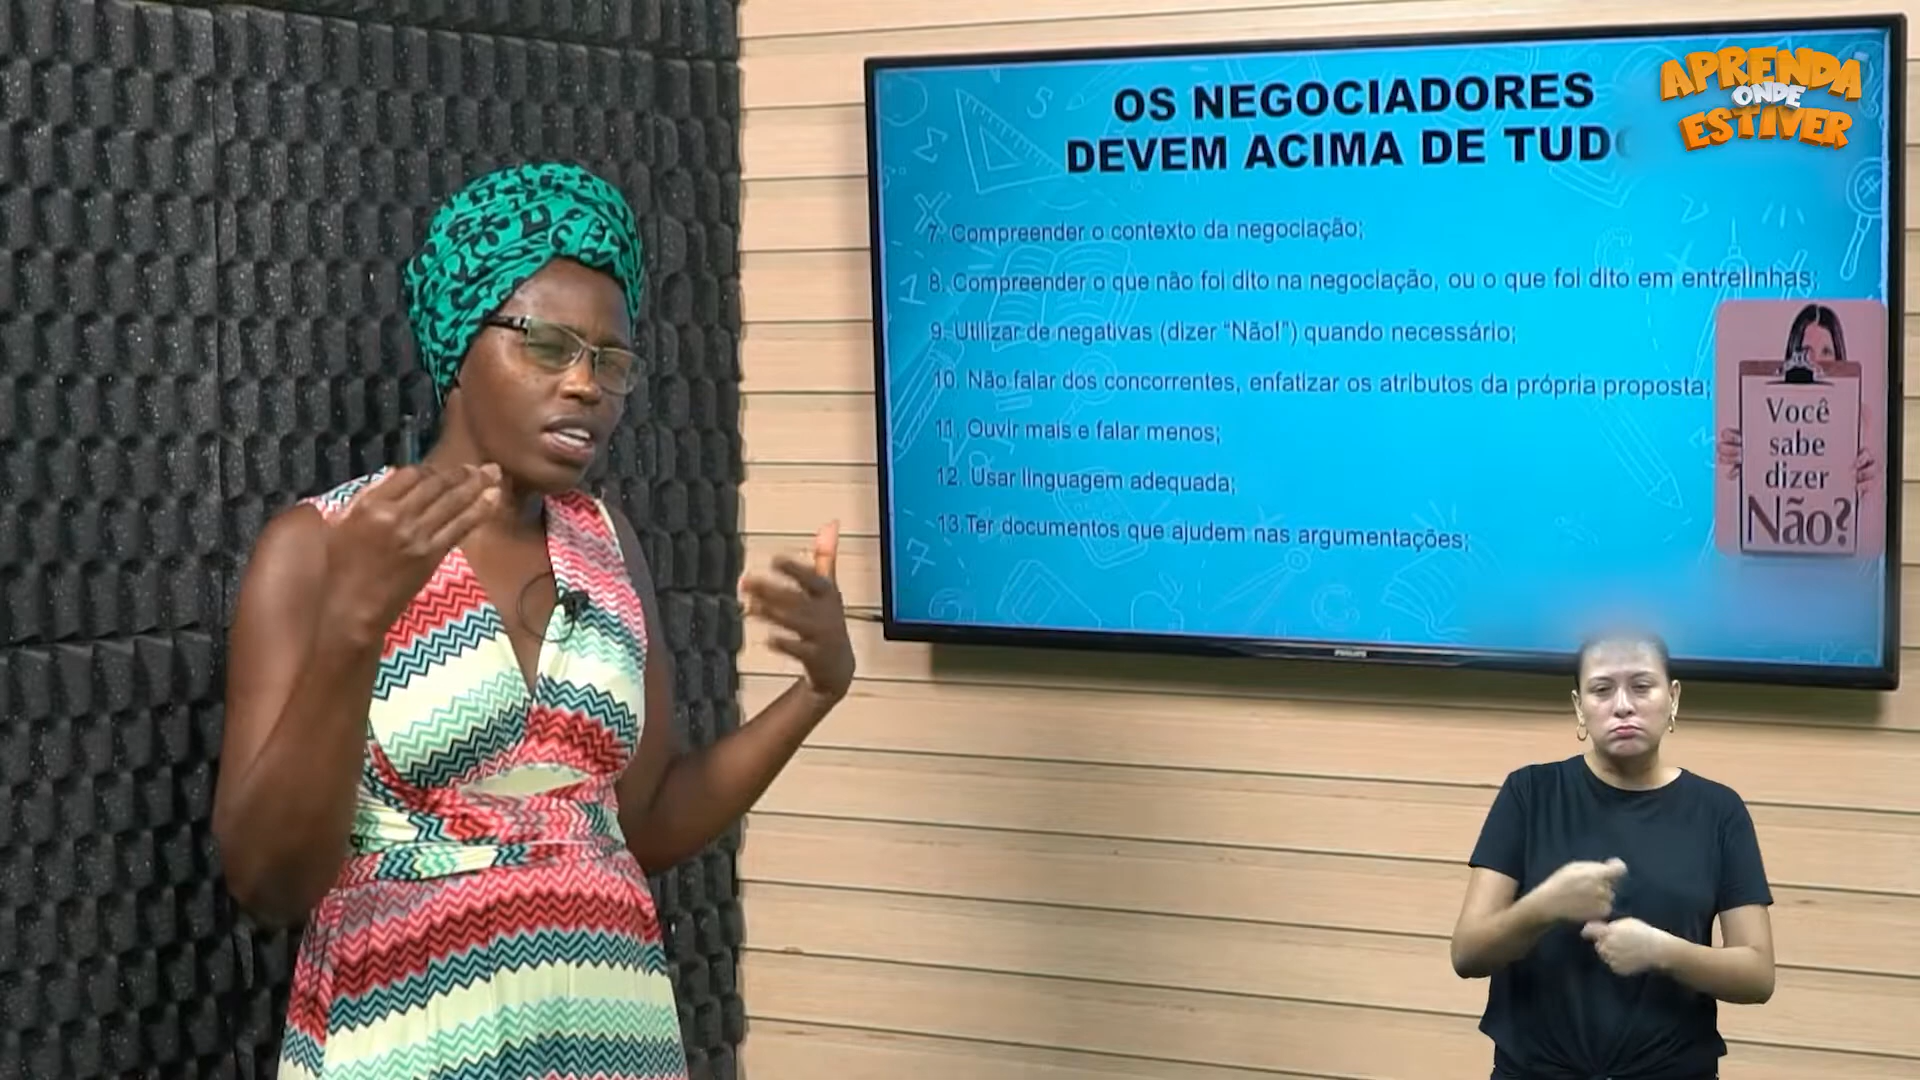 OS NEGOCIADORES
DEVEM ACIMA DE TUDO
APRENDA
ONDE
ESTIVER
7. Compreender o contexto da negociação;
8. Compreender o que não foi dito na negociação, ou o que foi dito em entrelinhas;
9. Utilizar de negativas (dizer “Não!”) quando necessário;
10. Não falar dos concorrentes, enfatizar os atributos da própria proposta;
11. Ouvir mais e falar menos;
12. Usar linguagem adequada;
13. Ter documentos que ajudem nas argumentações;
Você
sabe
dizer
Não?
PHILIPS